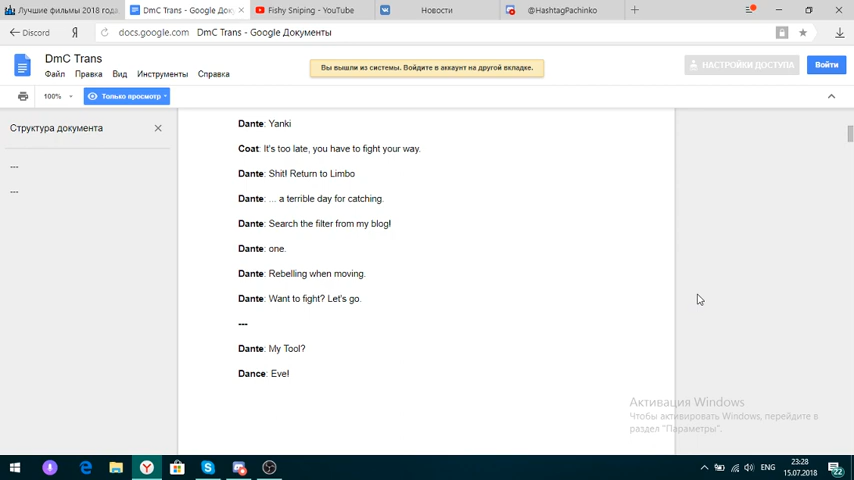 Лучшие фильмы 2018 года
DmC Trans - Google Док
Fishy Sniping - YouTube
Новости
@HashtagPachinko
Discord
docs.google.com DmC Trans - Google Документы
DmC Trans
Файл Правка Вид Инструменты Справка
Вы вышли из системы. Войдите в аккаунт на другой вкладке.
НАСТРОЙКИ ДОСТУПА
Войти
100%
Только просмотр
Структура документа
---
---
Dante: Yanki
Coat: It's too late, you have to fight your way.
Dante: Shit! Return to Limbo
Dante: ... a terrible day for catching.
Dante: Search the filter from my blog!
Dante: one.
Dante: Rebelling when moving.
Dante: Want to fight? Let's go.
---
Dante: My Tool?
Dance: Eve!
Активация Windows
Чтобы активировать Windows, перейдите в
раздел "Параметры".
ENG
23:28
15.07.2018
22